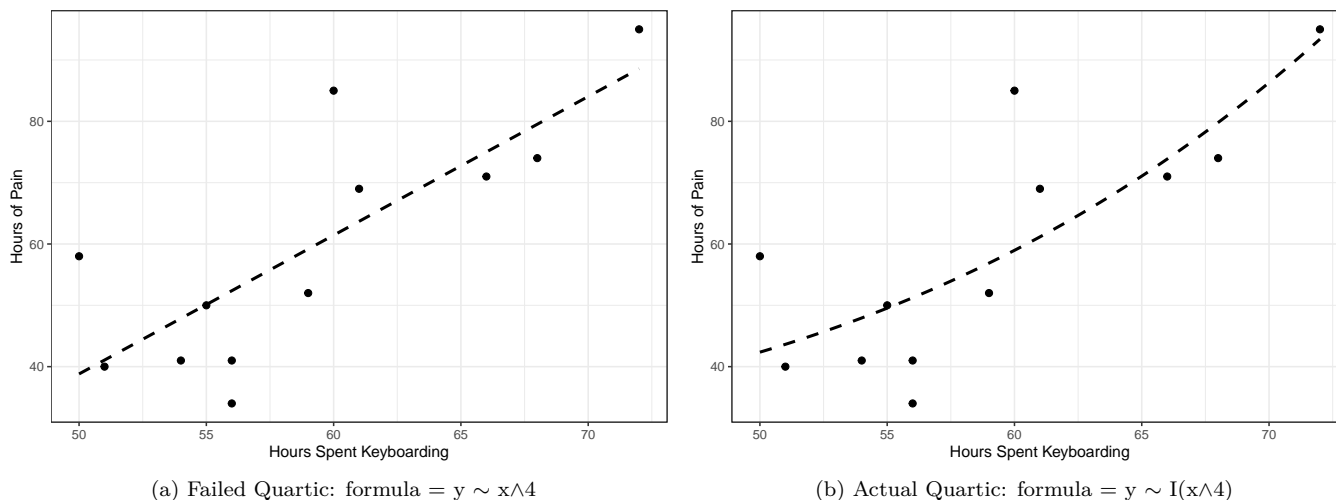 80
60
40
Hours of Pain
50
55
60
65
70
Hours Spent Keyboarding
(a) Failed Quartic: formula = y ∼ x∧4
80
60
40
Hours of Pain
50
55
60
65
70
Hours Spent Keyboarding
(b) Actual Quartic: formula = y ∼ I(x∧4)